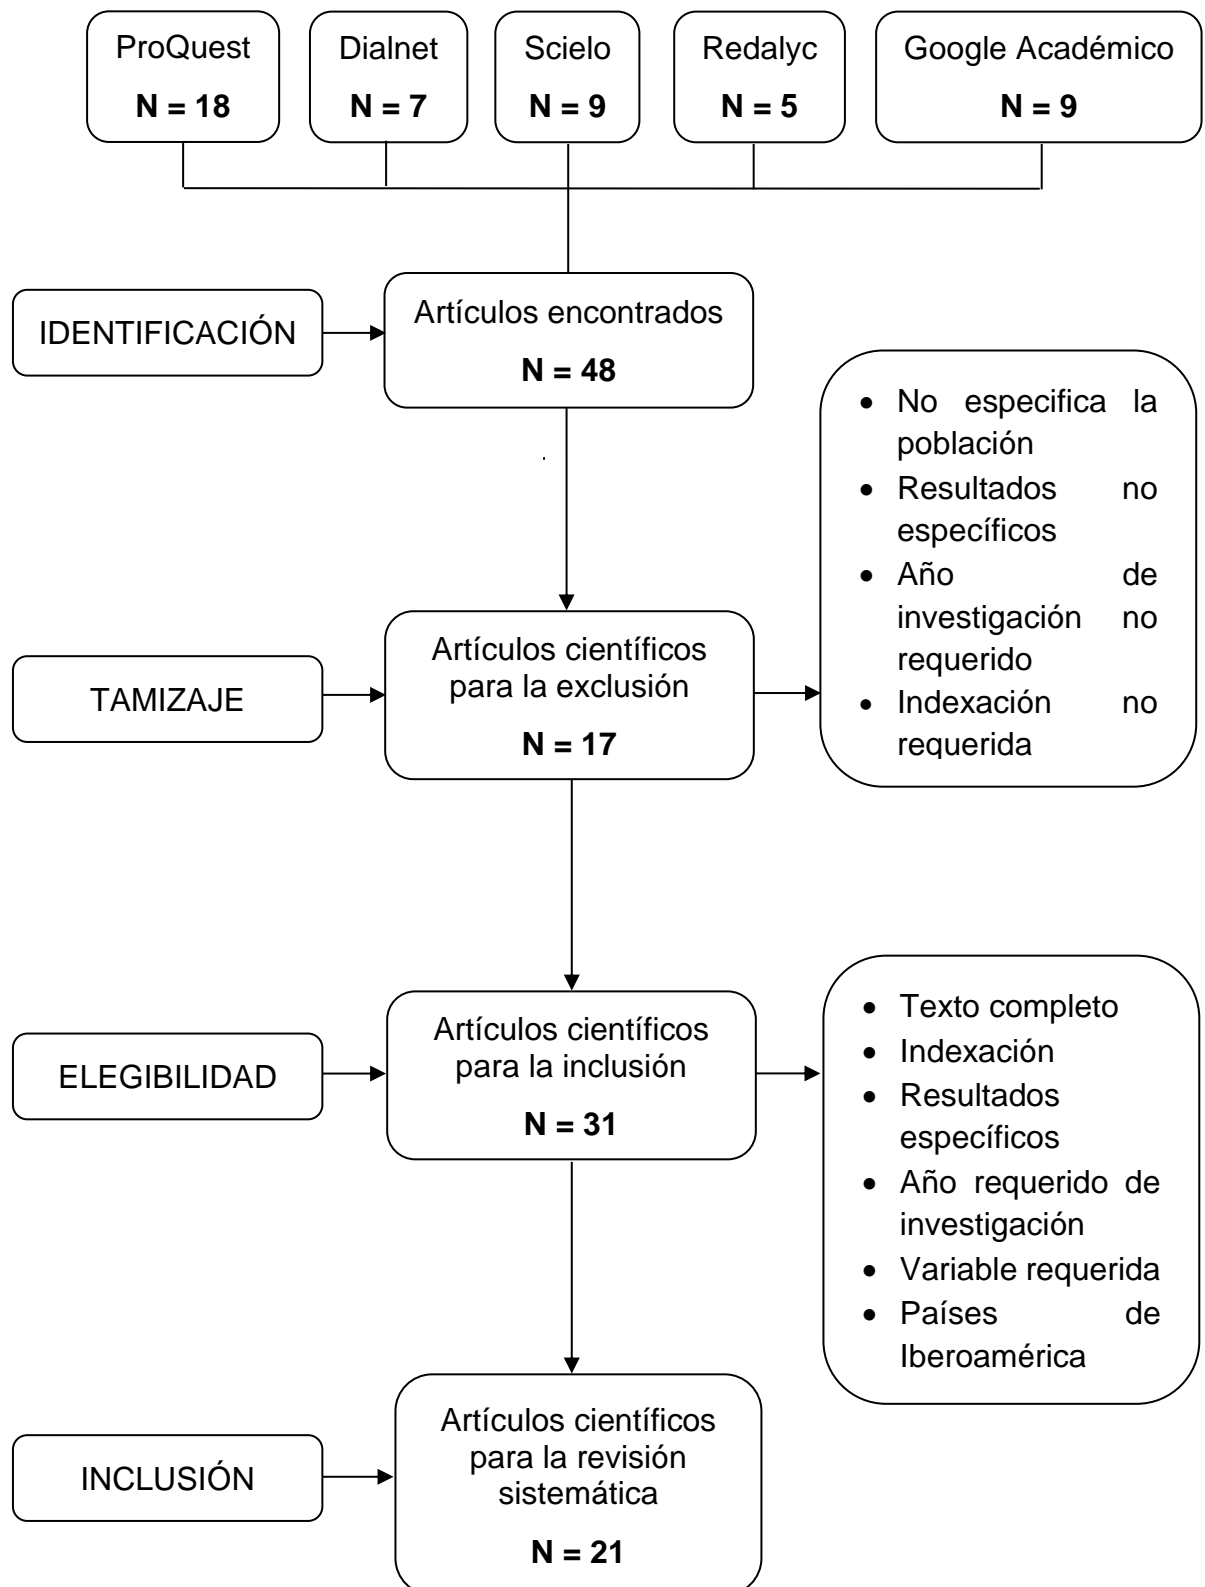 ProQuest
N = 18
Dialnet
N = 7
Scielo
N = 9
Redalyc
N = 5
Google Académico
N = 9
IDENTIFICACIÓN
Artículos encontrados
N = 48
• No especifica la
población
• Resultados no
específicos
• Año de
investigación no
requerido
• Indexación no
requerida
TAMIZAJE
Artículos científicos
para la exclusión
N = 17
ELEGIBILIDAD
Artículos científicos
para la inclusión
N = 31
• Texto completo
• Indexación
• Resultados
específicos
• Año requerido de
investigación
• Variable requerida
• Países de
Iberoamérica
INCLUSIÓN
Artículos científicos
para la revisión
sistemática
N = 21